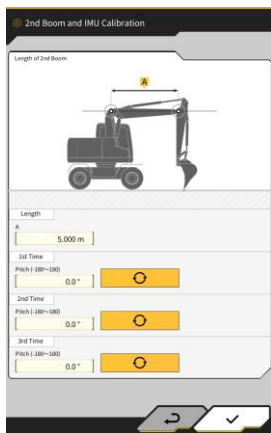 2nd Boom and IMU Calibration
Length of 2nd Boom
A
Length
A
5.000 m
1st Time
Pitch (-180～180)
0.0 °
2nd Time
Pitch (-180～180)
0.0 °
3rd Time
Pitch (-180～180)
0.0 °